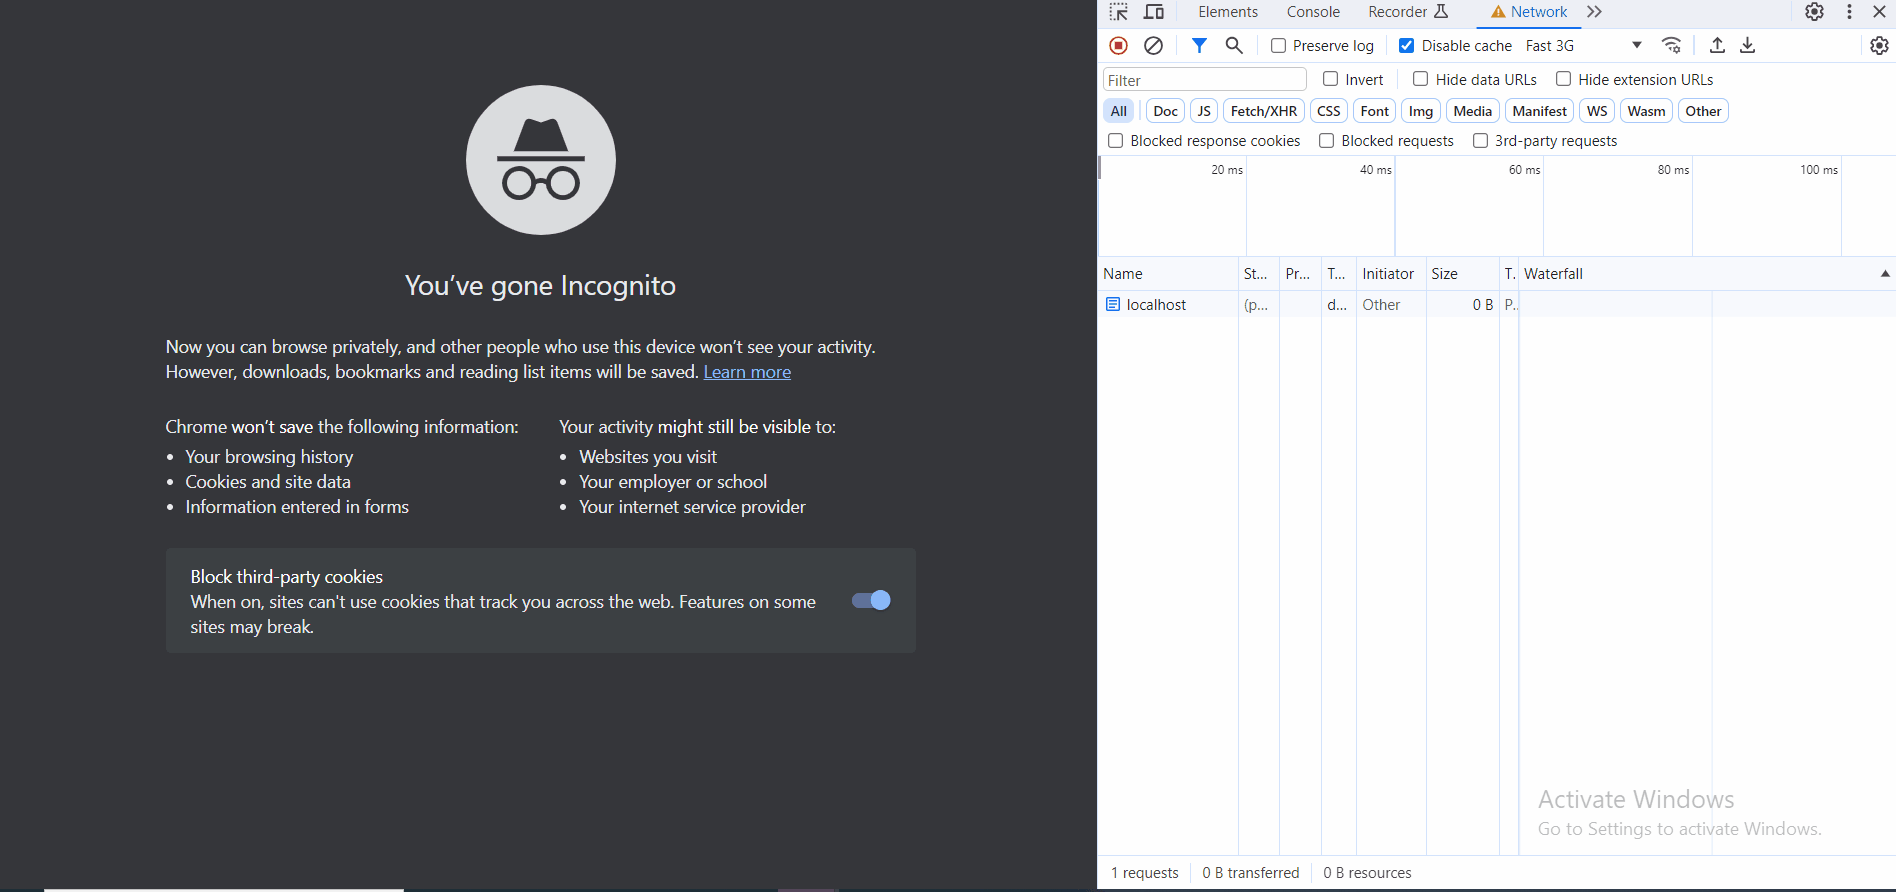 You've gone Incognito
Now you can browse privately, and other people who use this device won't see your activity.
However, downloads, bookmarks and reading list items will be saved. Learn more
Chrome won't save the following information:
Your browsing history
Cookies and site data
Information entered in forms
Your activity might still be visible to:
Websites you visit
Your employer or school
Your internet service provider
Block third-party cookies
When on, sites can't use cookies that track you across the web. Features on some
sites may break.
Elements Console Recorder Network
Preserve log Disable cache Fast 3G
Filter Invert Hide data URLs Hide extension URLs
All Doc JS Fetch/XHR CSS Font Img Media Manifest WS Wasm Other
Blocked response cookies Blocked requests 3rd-party requests
20 ms 40 ms 60 ms 80 ms 100 ms
Name St... Pr... T... Initiator Size T. Waterfall
localhost (p... d... Other 0 B P..
Activate Windows
Go to Settings to activate Windows.
1 requests 0 B transferred 0 B resources